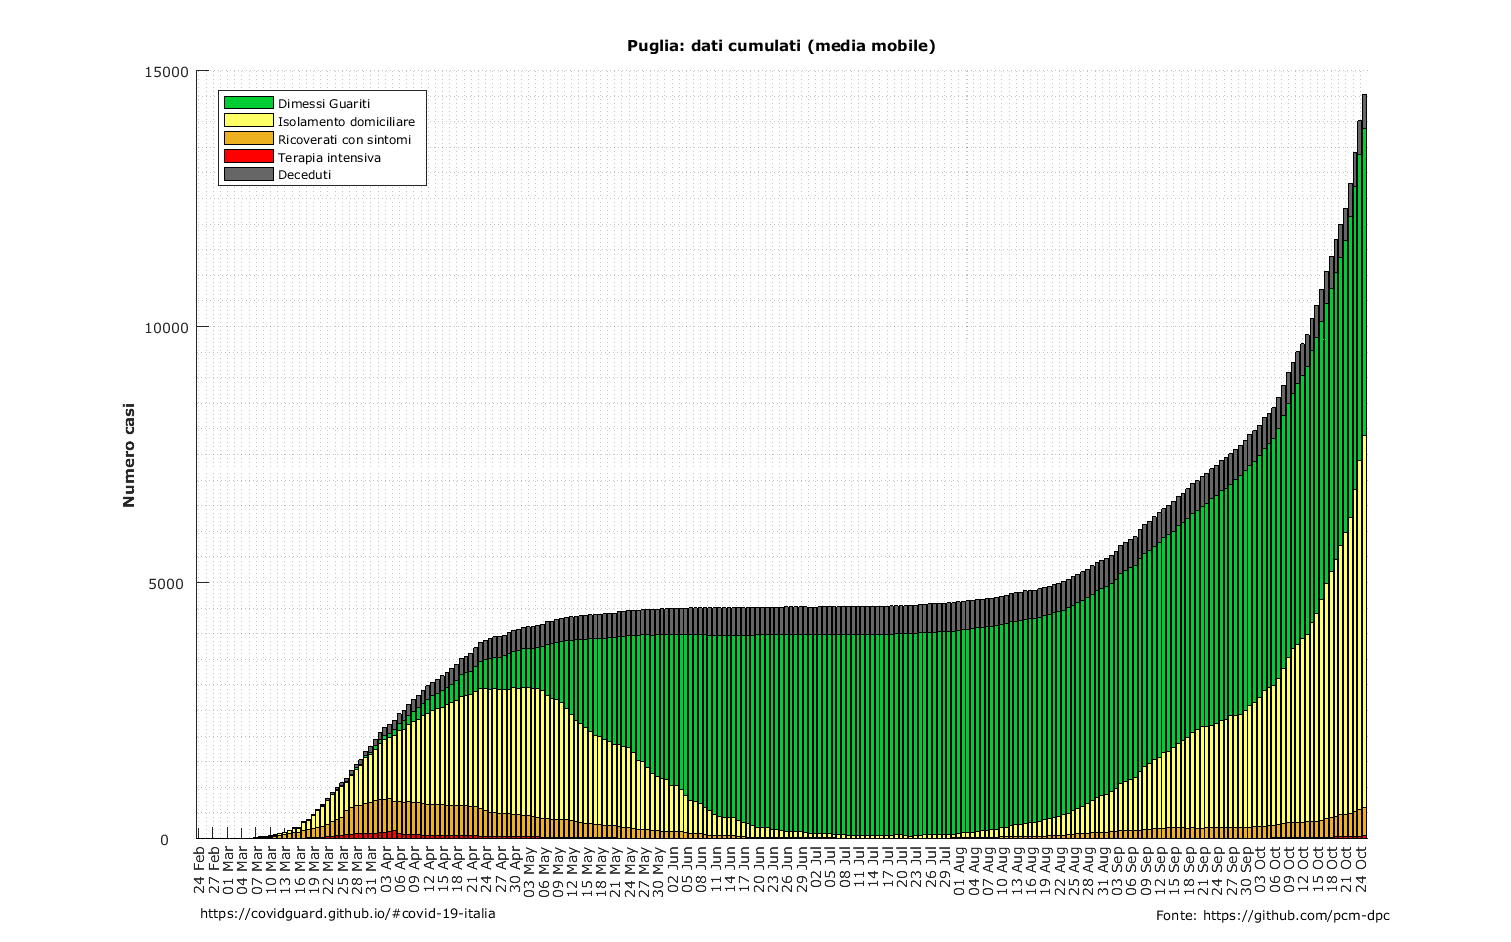 Puglia: dati cumulati (media mobile)
15000
10000
5000
0
Numero casi
Dimessi Guariti
Isolamento domiciliare
Ricoverati con sintomi
Terapia intensiva
Deceduti
24 Feb
27 Feb
01 Mar
04 Mar
07 Mar
10 Mar
13 Mar
16 Mar
19 Mar
22 Mar
25 Mar
28 Mar
31 Mar
03 Apr
06 Apr
09 Apr
12 Apr
15 Apr
18 Apr
21 Apr
24 Apr
27 Apr
30 Apr
03 May
06 May
09 May
12 May
15 May
18 May
21 May
24 May
27 May
30 May
02 Jun
05 Jun
08 Jun
11 Jun
14 Jun
17 Jun
20 Jun
23 Jun
26 Jun
29 Jun
02 Jul
05 Jul
08 Jul
11 Jul
14 Jul
17 Jul
20 Jul
23 Jul
26 Jul
29 Jul
01 Aug
04 Aug
07 Aug
10 Aug
13 Aug
16 Aug
19 Aug
22 Aug
25 Aug
28 Aug
31 Aug
03 Sep
06 Sep
09 Sep
12 Sep
15 Sep
18 Sep
21 Sep
24 Sep
27 Sep
30 Sep
03 Oct
06 Oct
09 Oct
12 Oct
15 Oct
18 Oct
21 Oct
24 Oct
https://covidguard.github.io/#covid-19-italia
Fonte: https://github.com/pcm-dpc